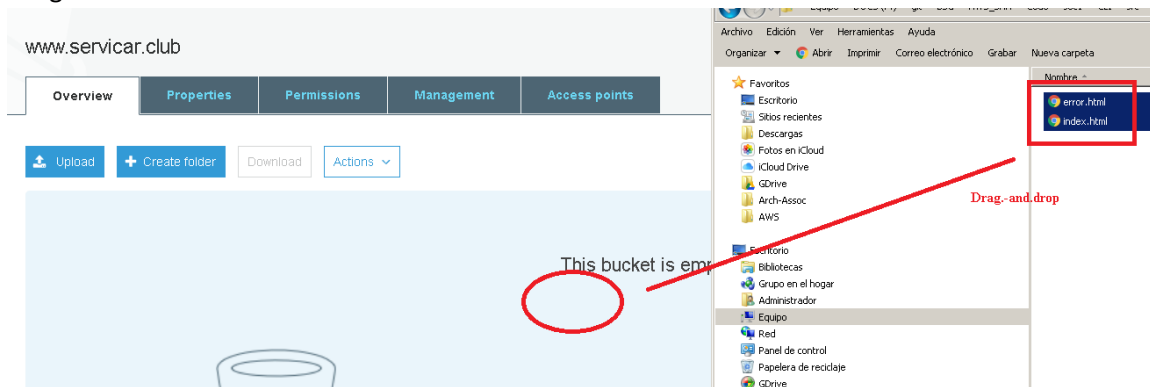 www.servicar.club
Overview Properties Permissions Management Access points
Upload Create folder Download Actions
This bucket is
Archivo Edición Ver Herramientas Ayuda
Organizar Abrir Imprimir Correo electrónico Grabar Nueva carpeta
Nombre
Favoritos
Escritorio
Sitios recientes
Descargas
Fotos en iCloud
iCloud Drive
GDrive
Arch-Assoc
AWS
error.html
index.html
Drag.-and.drop
Escritorio
Bibliotecas
Grupo en el hogar
Administrador
Equipo
Red
Panel de control
Papelera de reciclaje
GDrive